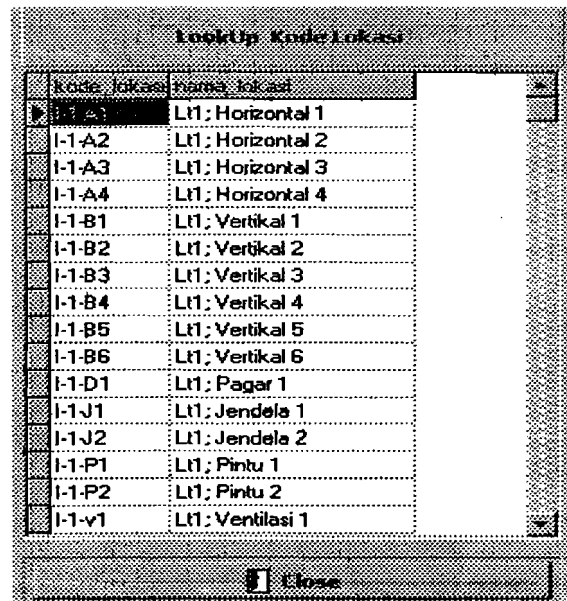 LookUp Kode Lokasi
kode_lokasi nama_lokasi
I-1-A1 Lt1; Horizontal 1
I-1-A2 Lt1; Horizontal 2
I-1-A3 Lt1; Horizontal 3
I-1-A4 Lt1; Horizontal 4
I-1-B1 Lt1; Vertikal 1
I-1-B2 Lt1; Vertikal 2
I-1-B3 Lt1; Vertikal 3
I-1-B4 Lt1; Vertikal 4
I-1-B5 Lt1; Vertikal 5
I-1-B6 Lt1; Vertikal 6
I-1-D1 Lt1; Pagar 1
I-1-J1 Lt1; Jendela 1
I-1-J2 Lt1; Jendela 2
I-1-P1 Lt1; Pintu 1
I-1-P2 Lt1; Pintu 2
I-1-v1 Lt1; Ventilasi 1
Close